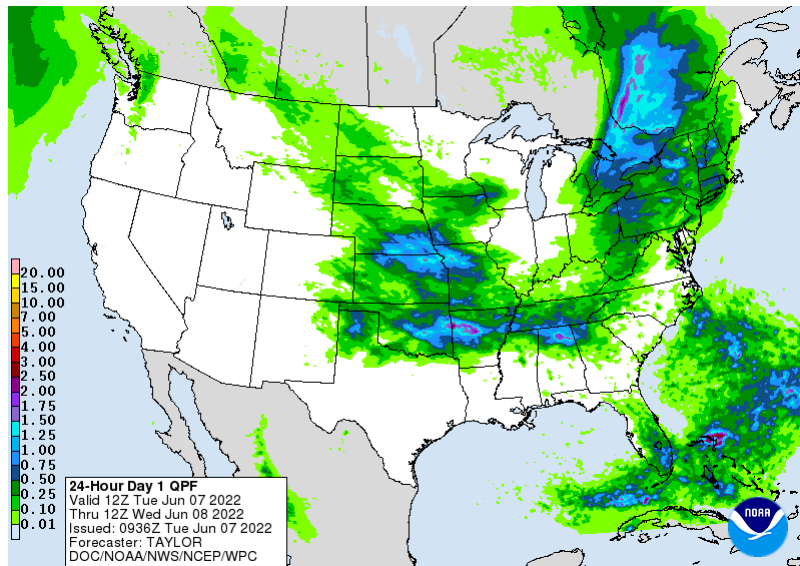 20.00
15.00
10.00
7.00
5.00
4.00
3.00
2.50
2.00
1.75
1.50
1.25
1.00
0.75
0.50
0.25
0.10
0.01
24-Hour Day 1 QPF
Valid 12Z Tue Jun 07 2022
Thru 12Z Wed Jun 08 2022
Issued: 0936Z Tue Jun 07 2022
Forecaster: TAYLOR
DOC/NOAA/NWS/NCEP/WPC
NOAA